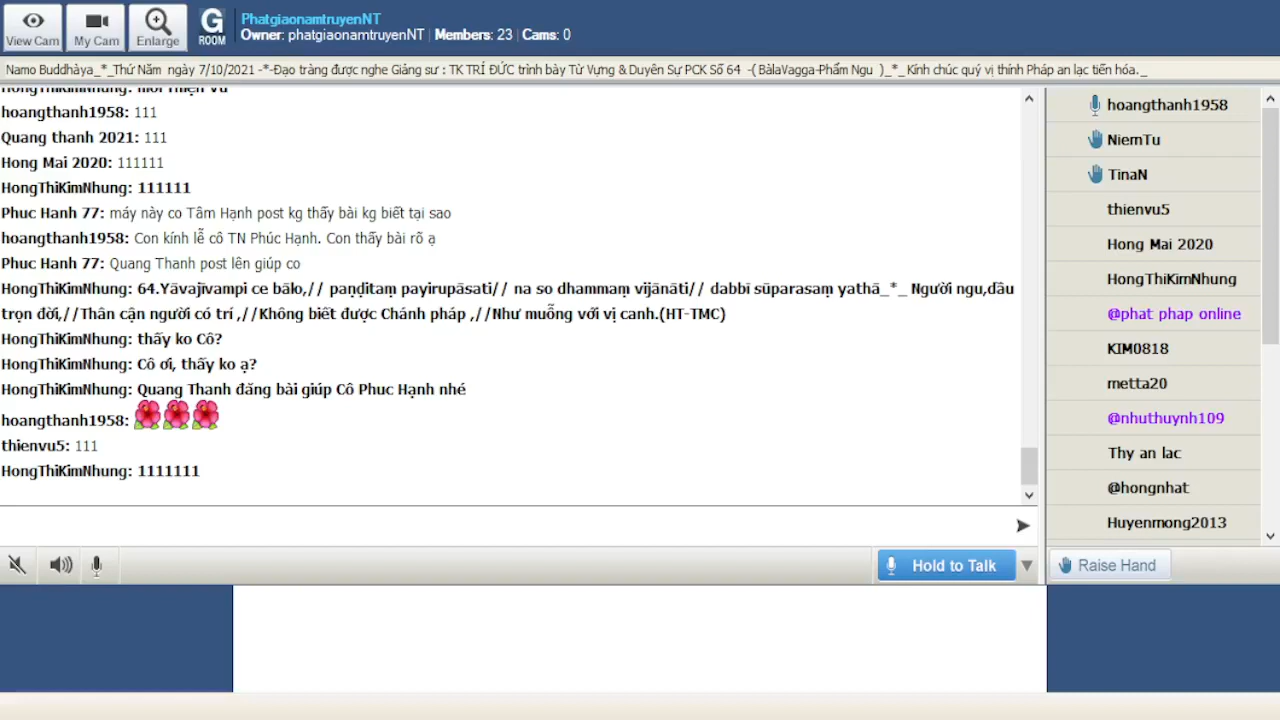 PhatgiaonamtruyenNT
Owner: phatgiaonamtruyenNT | Members: 23 | Cams: 0
View Cam
My Cam
Enlarge
G
ROOM
Namo Buddhàya_*_Thứ Năm ngày 7/10/2021 -*-Đạo tràng được nghe Giảng sư : TK TRÍ ĐỨC trình bày Từ Vựng & Duyên Sự PCK Số 64 -( BàlaVagga-Phẩm Ngu )_*_ Kính chúc quý vị thính Pháp an lạc tiến hóa._
HongThiKimNhung: mời Thiện Vũ
hoangthanh1958: 111
Quang thanh 2021: 111
Hong Mai 2020: 111111
HongThiKimNhung: 111111
Phuc Hanh 77: máy này co Tâm Hạnh post kg thấy bài kg biết tại sao
hoangthanh1958: Con kính lễ cô TN Phúc Hạnh. Con thấy bài rõ ạ
Phuc Hanh 77: Quang Thanh post lên giúp co
HongThiKimNhung: 64.Yāvajīvampi ce bālo,// paṇḍitaṃ payirupāsati// na so dhammaṃ vijānāti// dabbī sūparasaṃ yathā_*_ Người ngu,dầu
trọn đời,//Thân cận người có trí ,//Không biết được Chánh pháp ,//Như muỗng với vị canh.(HT-TMC)
HongThiKimNhung: thấy ko Cô?
HongThiKimNhung: Cô ơi, thấy ko ạ?
HongThiKimNhung: Quang Thanh đăng bài giúp Cô Phuc Hạnh nhé
hoangthanh1958:
thienvu5: 111
HongThiKimNhung: 1111111
Hold to Talk
hoangthanh1958
NiemTu
TinaN
thienvu5
Hong Mai 2020
HongThiKimNhung
@phat phap online
KIM0818
metta20
@nhuthuynh109
Thy an lac
@hongnhat
Huyenmong2013
Raise Hand